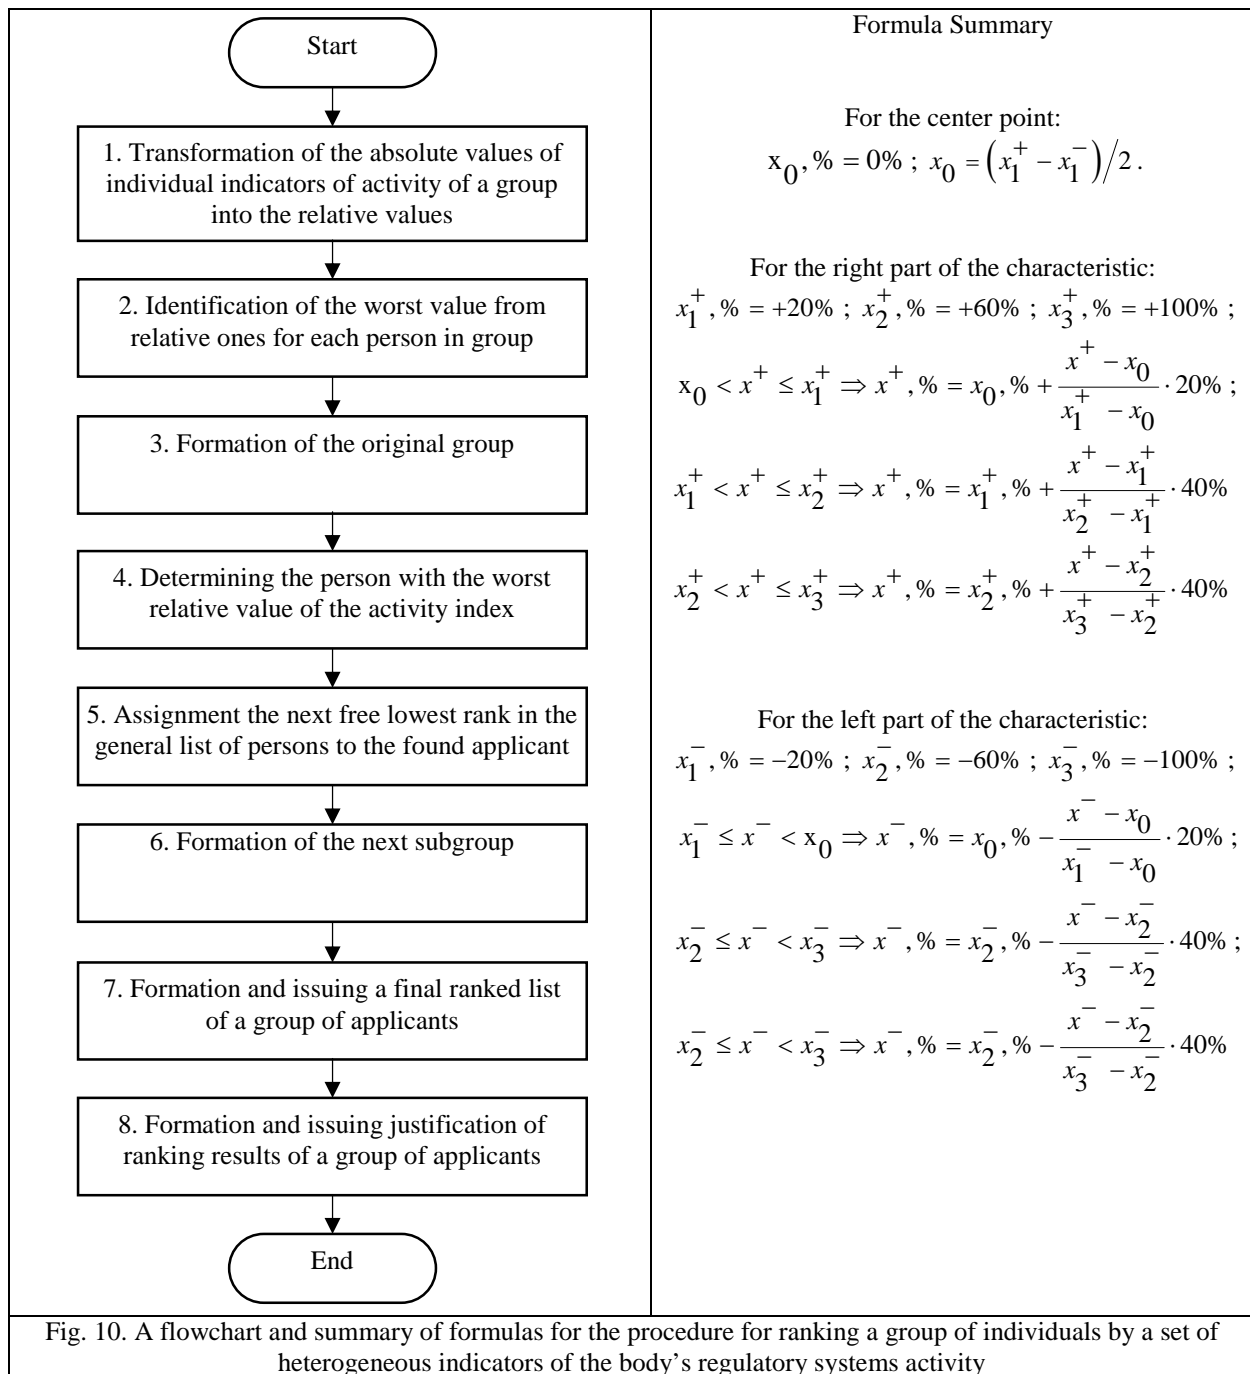 Start
1. Transformation of the absolute values of
individual indicators of activity of a group
into the relative values
2. Identification of the worst value from
relative ones for each person in group
3. Formation of the original group
4. Determining the person with the worst
relative value of the activity index
5. Assignment the next free lowest rank in the
general list of persons to the found applicant
6. Formation of the next subgroup
7. Formation and issuing a final ranked list
of a group of applicants
8. Formation and issuing justification of
ranking results of a group of applicants
End
Formula Summary
For the center point:
x₀,% = 0% ; x₀ = (x₁⁺ − x₁⁻)/2 .
For the right part of the characteristic:
x₁⁺,% = +20% ; x₂⁺,% = +60% ; x₃⁺,% = +100% ;
x₀ < x⁺ ≤ x₁⁺ ⇒ x⁺,% = x₀,% + (x⁺ − x₀)/(x₁⁺ − x₀) · 20% ;
x₁⁺ < x⁺ ≤ x₂⁺ ⇒ x⁺,% = x₁⁺,% + (x⁺ − x₁⁺)/(x₂⁺ − x₁⁺) · 40%
x₂⁺ < x⁺ ≤ x₃⁺ ⇒ x⁺,% = x₂⁺,% + (x⁺ − x₂⁺)/(x₃⁺ − x₂⁺) · 40%
For the left part of the characteristic:
x₁⁻,% = −20% ; x₂⁻,% = −60% ; x₃⁻,% = −100% ;
x₁⁻ ≤ x⁻ < x₀ ⇒ x⁻,% = x₀,% − (x⁻ − x₀)/(x₁⁻ − x₀) · 20% ;
x₂⁻ ≤ x⁻ < x₃⁻ ⇒ x⁻,% = x₂⁻,% − (x⁻ − x₂⁻)/(x₃⁻ − x₂⁻) · 40% ;
x₂⁻ ≤ x⁻ < x₃⁻ ⇒ x⁻,% = x₂⁻,% − (x⁻ − x₂⁻)/(x₃⁻ − x₂⁻) · 40%
Fig. 10. A flowchart and summary of formulas for the procedure for ranking a group of individuals by a set of
heterogeneous indicators of the body's regulatory systems activity